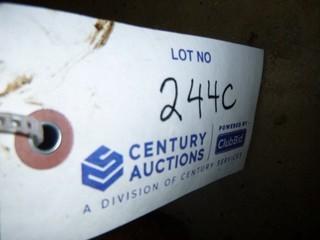 LOT NO
244C
CENTURY AUCTIONS
POWERED BY ClubBid
A DIVISION OF CENTURY SERVICES